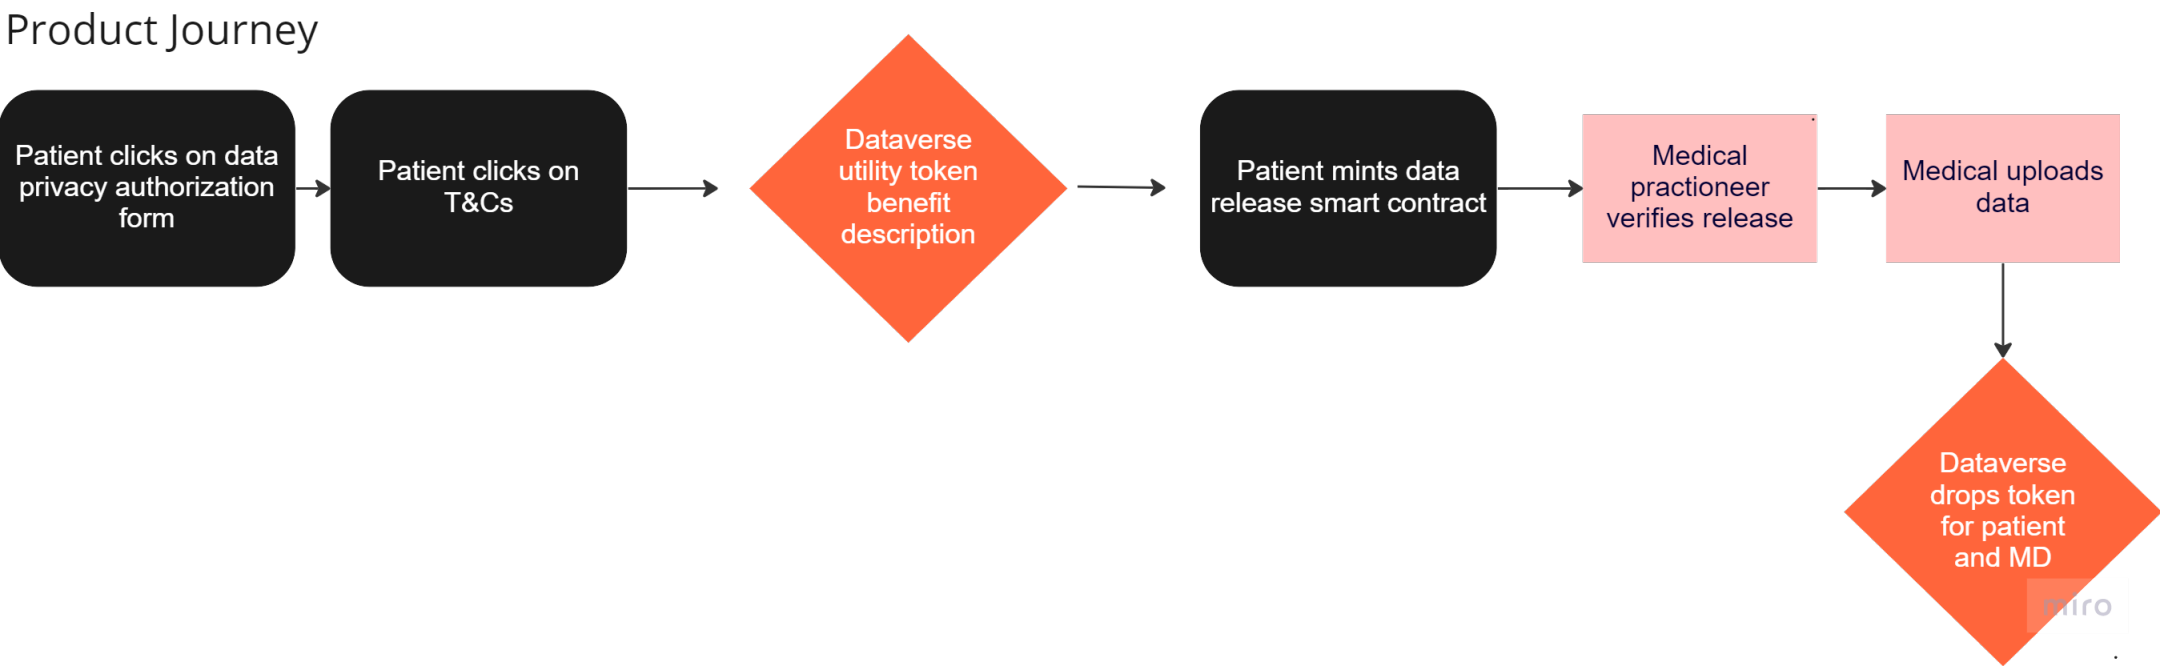 Product Journey
Patient clicks on data
privacy authorization
form
Patient clicks on
T&Cs
Dataverse
utility token
benefit
description
Patient mints data
release smart contract
Medical
practioneer
verifies release
Medical uploads
data
Dataverse
drops token
for patient
and MD
miro